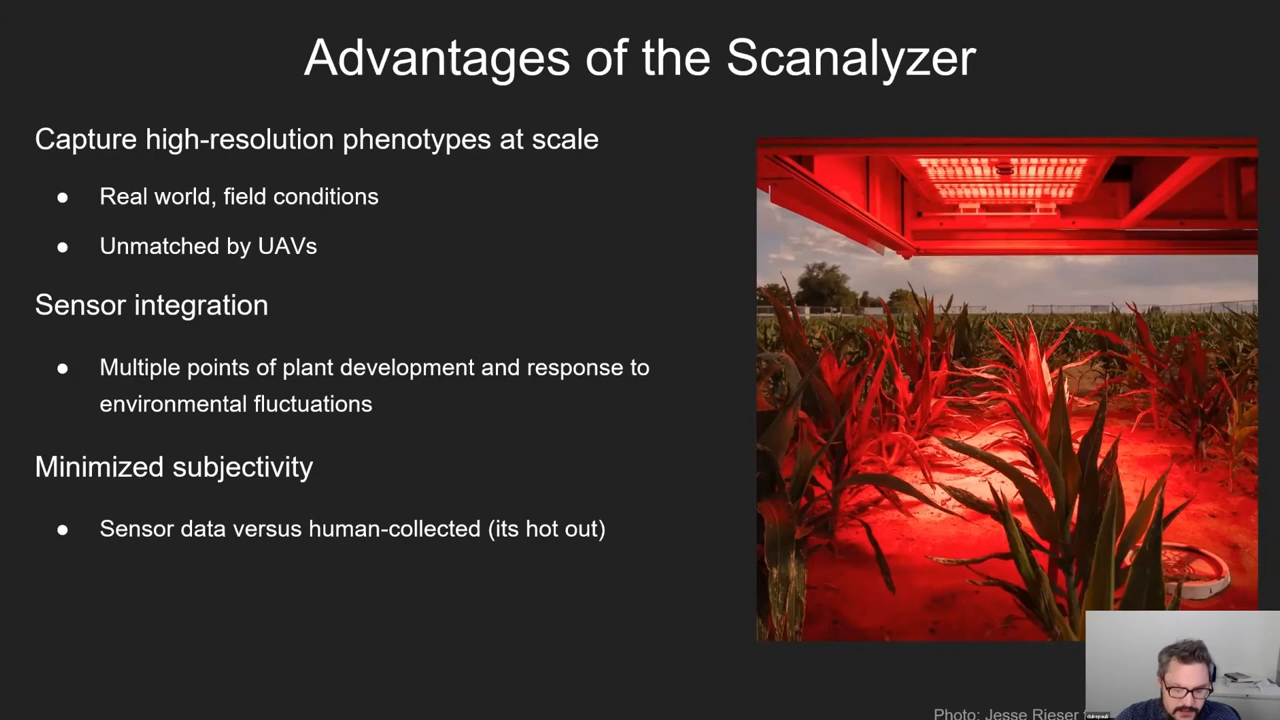 Advantages of the Scanalyzer
Capture high-resolution phenotypes at scale
● Real world, field conditions
● Unmatched by UAVs
Sensor integration
● Multiple points of plant development and response to
environmental fluctuations
Minimized subjectivity
● Sensor data versus human-collected (its hot out)
Photo: Jesse Rieser